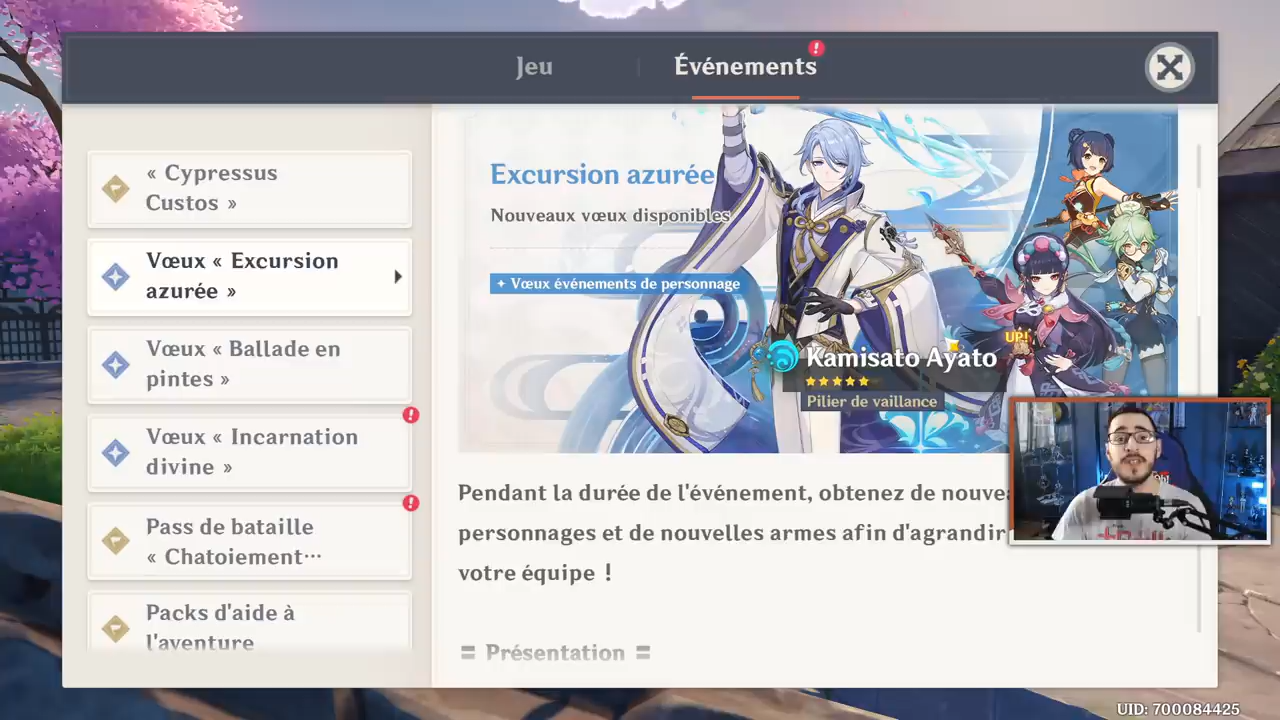 Jeu
Événements
« Cypressus
Custos »
Vœux « Excursion
azurée »
Vœux « Ballade en
pintes »
Vœux « Incarnation
divine »
Pass de bataille
« Chatoiement···
Packs d'aide à
l'aventure
Excursion azurée
Nouveaux vœux disponibles
Vœux événements de personnage
UP!
Kamisato Ayato
Pilier de vaillance
Pendant la durée de l'événement, obtenez de
personnages et de nouvelles armes afin d'agrandir
votre équipe !
= Présentation =
UID: 700084425